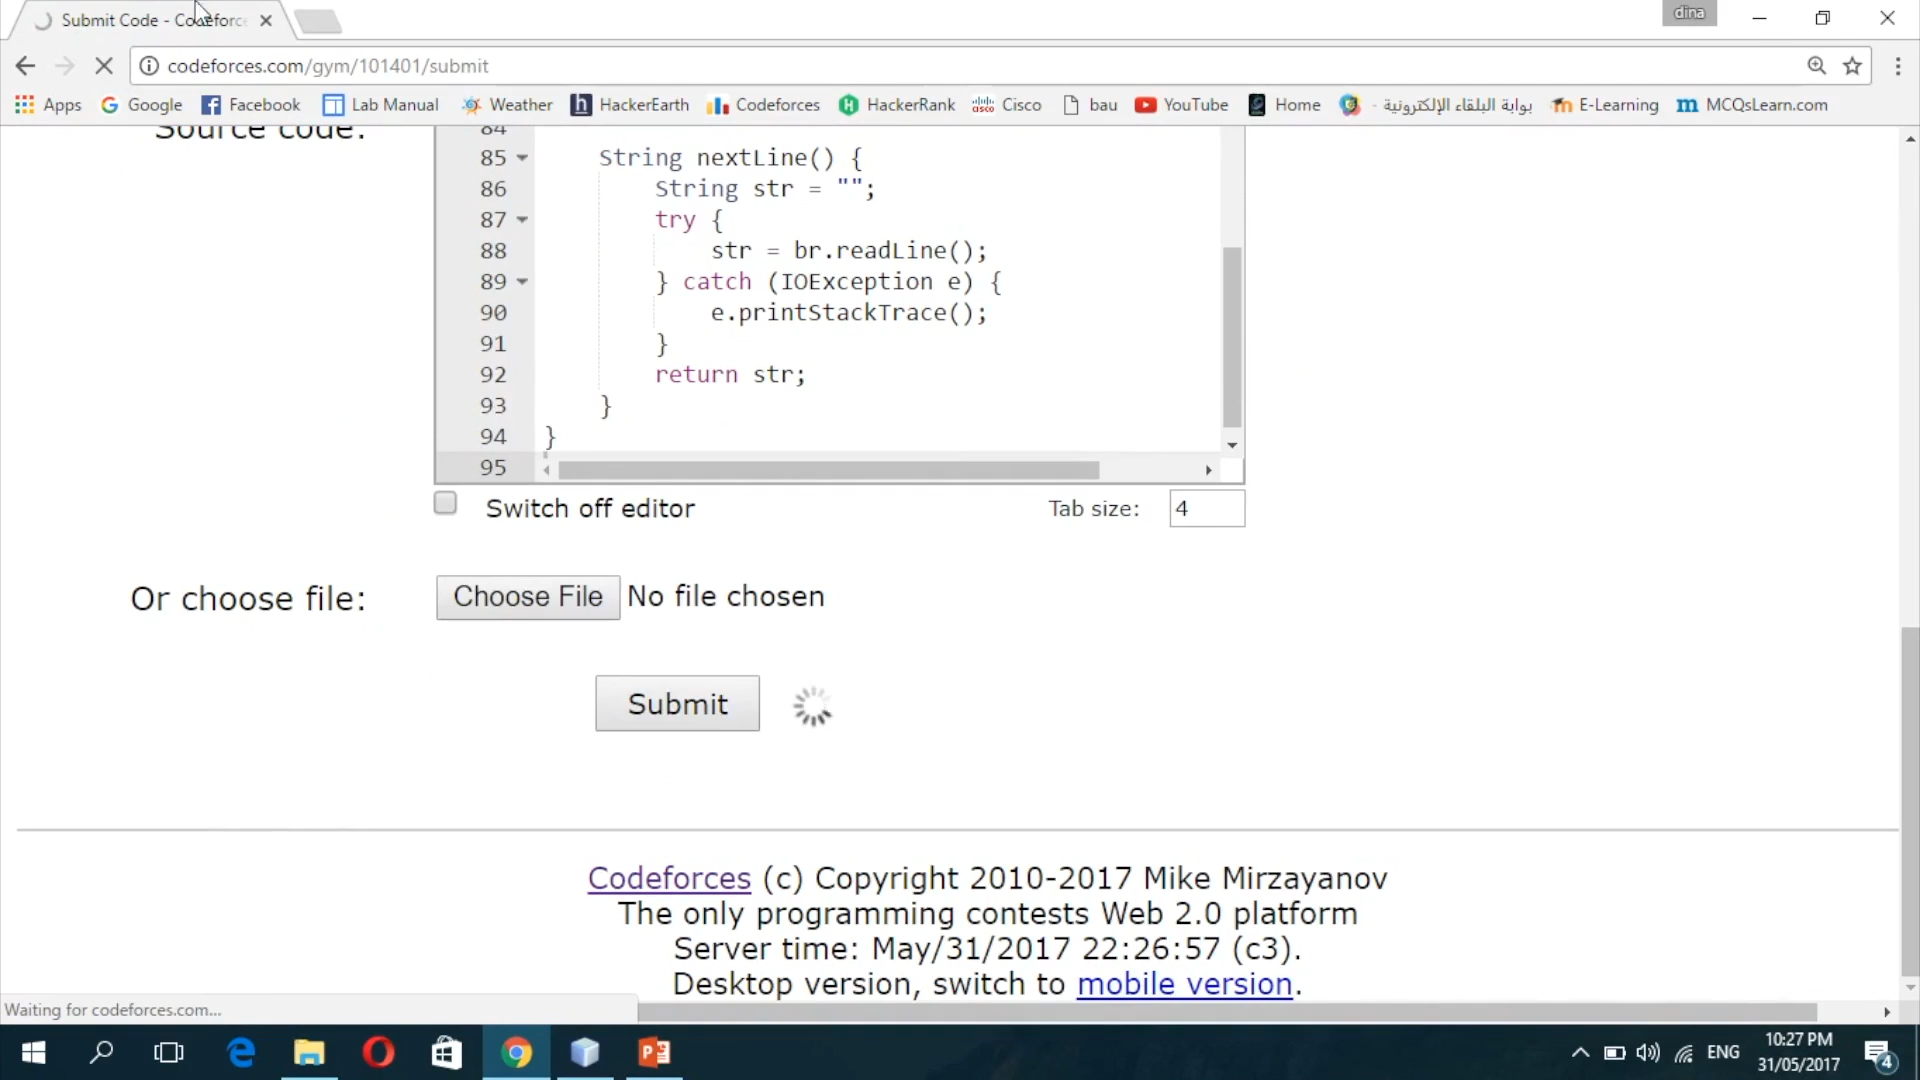 Submit Code - Codeforc
dina
codeforces.com/gym/101401/submit
Apps Google Facebook Lab Manual Weather HackerEarth Codeforces HackerRank Cisco bau YouTube Home بوابة البلقاء الإلكترونية - E-Learning MCQsLearn.com
Source code:
84
85 String nextLine() {
86 String str = "";
87 try {
88 str = br.readLine();
89 } catch (IOException e) {
90 e.printStackTrace();
91 }
92 return str;
93 }
94 }
95
Switch off editor Tab size: 4
Or choose file: Choose File No file chosen
Submit
Codeforces (c) Copyright 2010-2017 Mike Mirzayanov
The only programming contests Web 2.0 platform
Server time: May/31/2017 22:26:57 (c3).
Desktop version, switch to mobile version.
Waiting for codeforces.com...
ENG
10:27 PM
31/05/2017
4